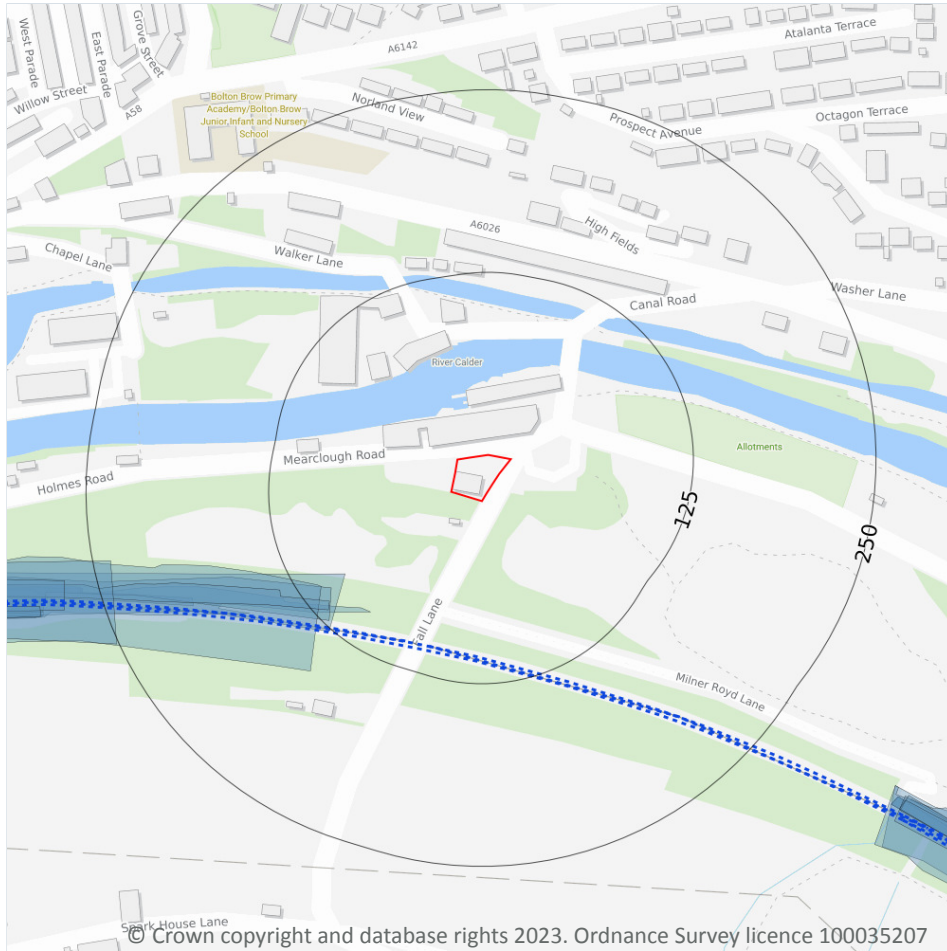 West Parade
East Parade
Grove Street
Willow Street
A58
A6142
Atalanta Terrace
Bolton Brow Primary
Academy/Bolton Brow
Junior,Infant and Nursery
School
Norland View
Prospect Avenue
Octagon Terrace
A6026
High Fields
Chapel Lane
Walker Lane
Canal Road
Washer Lane
River Calder
Mearclough Road
Allotments
Holmes Road
125
250
Fall Lane
Milner Royd Lane
Spark House Lane
© Crown copyright and database rights 2023. Ordnance Survey licence 100035207